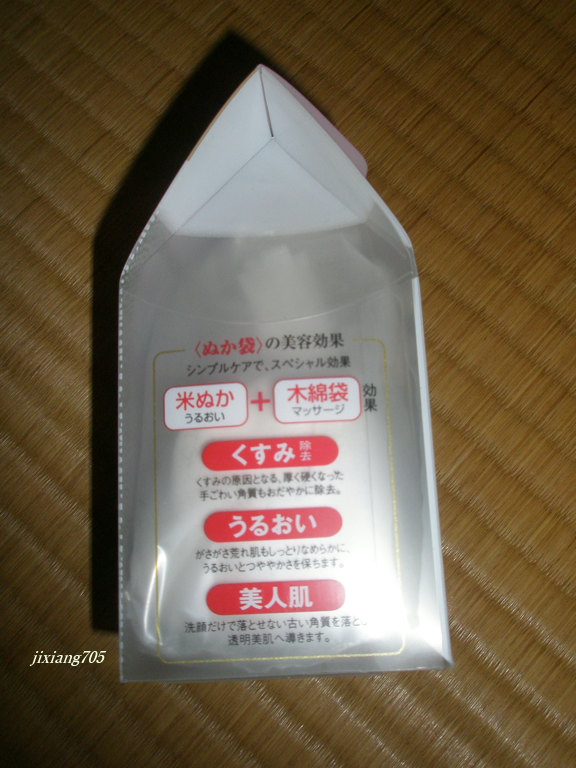 〈ぬか袋〉の美容効果
シンプルケアで、スペシャル効果
米ぬか + 木綿袋 効果
うるおい マッサージ
くすみ 除去
くすみの原因となる、厚く硬くなった
手ごわい角質もおだやかに除去。
うるおい
がさがさ荒れ肌もしっとりなめらかに、
うるおいとつややかさを保ちます。
美人肌
洗顔だけで落とせない古い角質を落とし
透明美肌へ導きます。
jixiang705